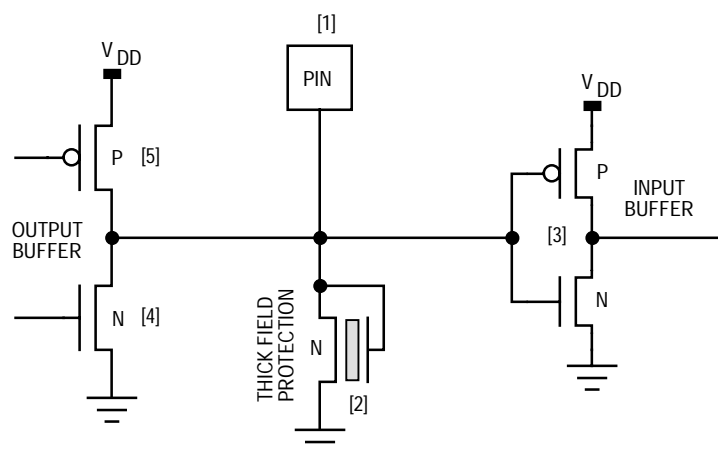 [1]
PIN
V DD
P [5]
OUTPUT
BUFFER
N [4]
THICK FIELD
PROTECTION
N
[2]
V DD
P
[3]
N
INPUT
BUFFER